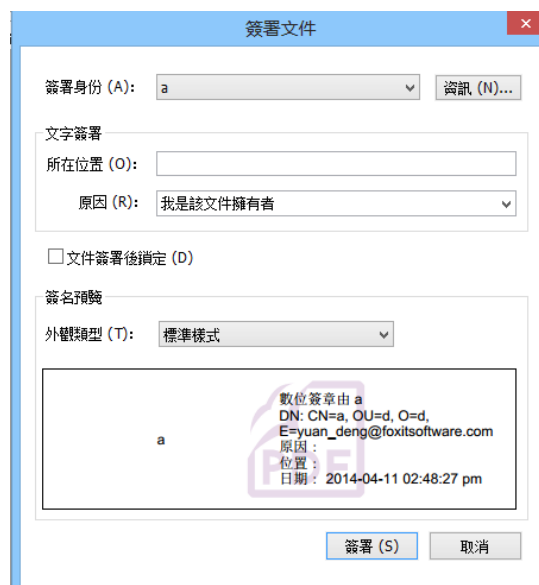 簽署文件
簽署身份 (A): a 資訊 (N)...
文字簽署
所在位置 (O):
原因 (R): 我是該文件擁有者
文件簽署後鎖定 (D)
簽名預覽
外觀類型 (T): 標準樣式
a
數位簽章由 a
DN: CN=a, OU=d, O=d,
E=yuan_deng@foxitsoftware.com
原因：
位置：
日期： 2014-04-11 02:48:27 pm
PDF
簽署 (S) 取消